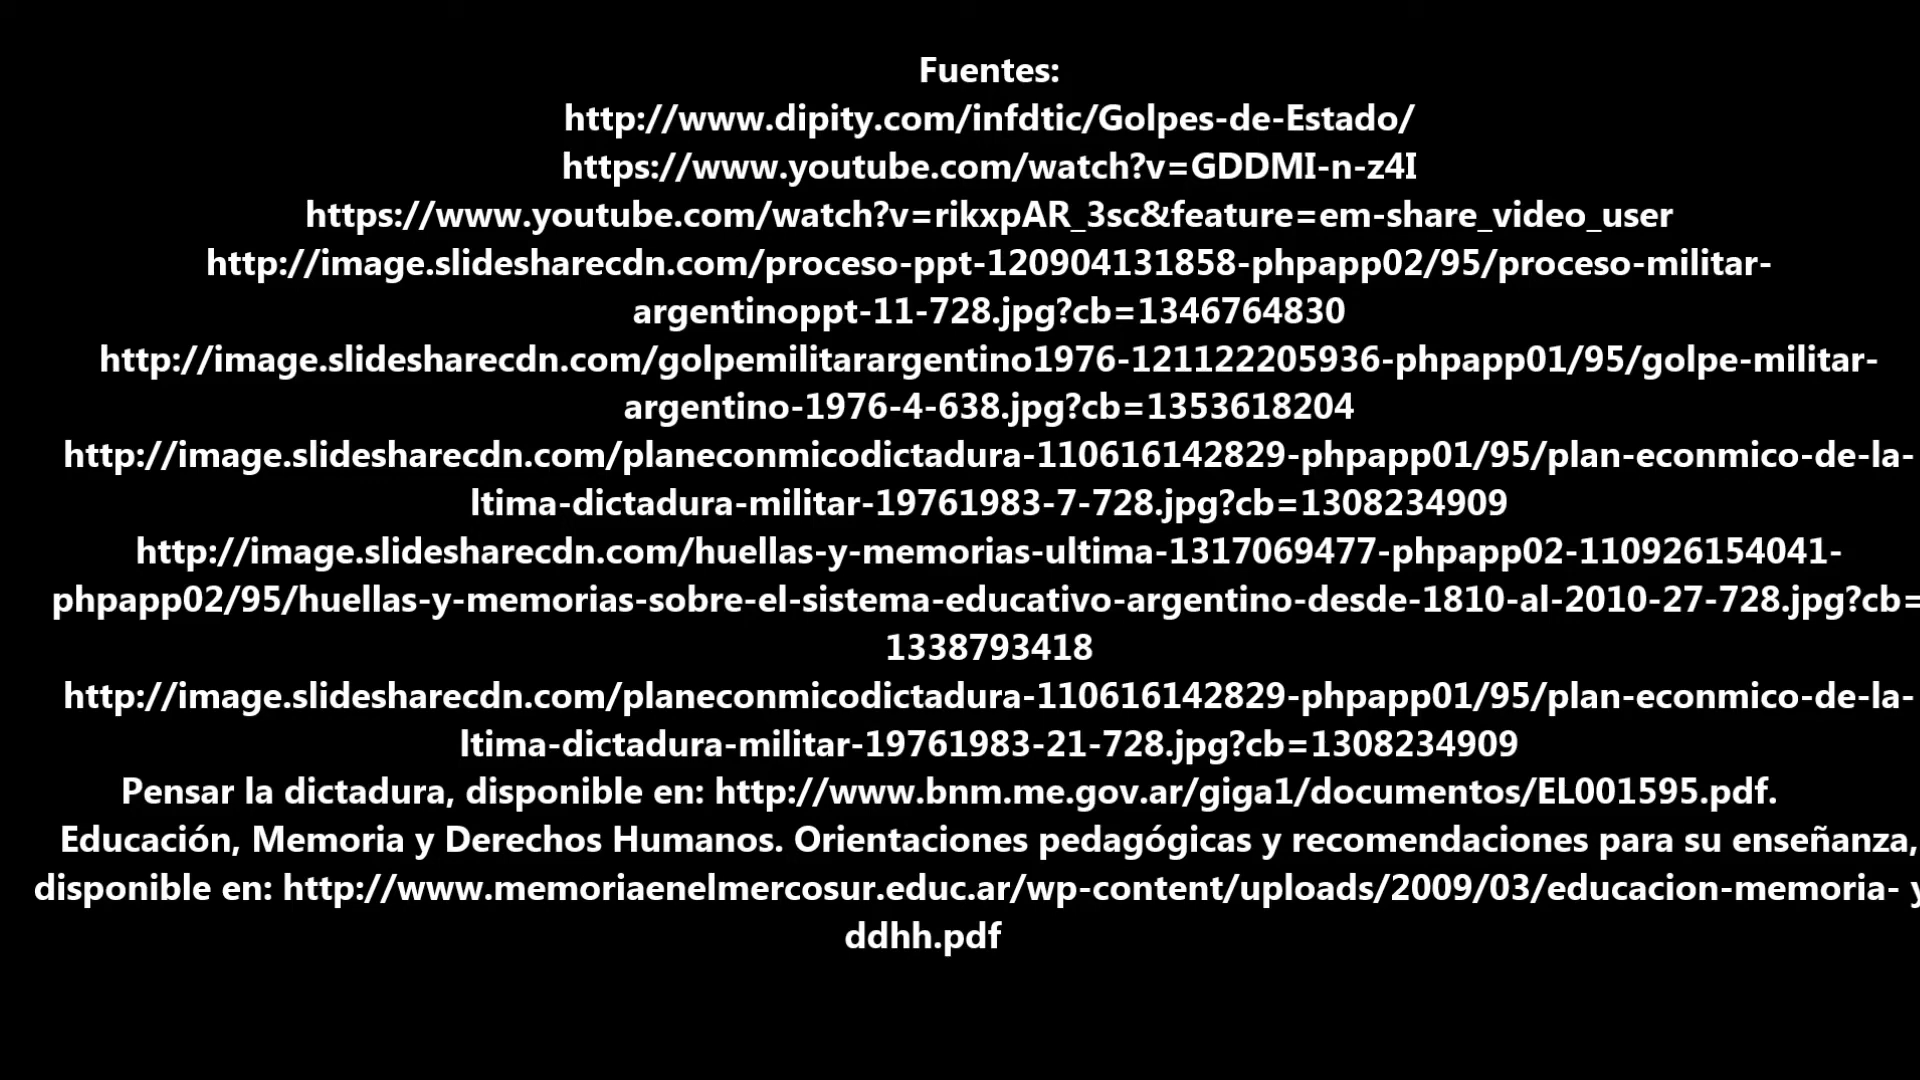 Fuentes:
http://www.dipity.com/infdtic/Golpes-de-Estado/
https://www.youtube.com/watch?v=GDDMI-n-z4I
https://www.youtube.com/watch?v=rikxpAR_3sc&feature=em-share_video_user
http://image.slidesharecdn.com/proceso-ppt-120904131858-phpapp02/95/proceso-militar-
argentinoppt-11-728.jpg?cb=1346764830
http://image.slidesharecdn.com/golpemilitarargentino1976-121122205936-phpapp01/95/golpe-militar-
argentino-1976-4-638.jpg?cb=1353618204
http://image.slidesharecdn.com/planeconmicodictadura-110616142829-phpapp01/95/plan-econmico-de-la-
ltima-dictadura-militar-19761983-7-728.jpg?cb=1308234909
http://image.slidesharecdn.com/huellas-y-memorias-ultima-1317069477-phpapp02-110926154041-
phpapp02/95/huellas-y-memorias-sobre-el-sistema-educativo-argentino-desde-1810-al-2010-27-728.jpg?cb=
1338793418
http://image.slidesharecdn.com/planeconmicodictadura-110616142829-phpapp01/95/plan-econmico-de-la-
ltima-dictadura-militar-19761983-21-728.jpg?cb=1308234909
Pensar la dictadura, disponible en: http://www.bnm.me.gov.ar/giga1/documentos/EL001595.pdf.
Educación, Memoria y Derechos Humanos. Orientaciones pedagógicas y recomendaciones para su enseñanza,
disponible en: http://www.memoriaenelmercosur.educ.ar/wp-content/uploads/2009/03/educacion-memoria- y
ddhh.pdf